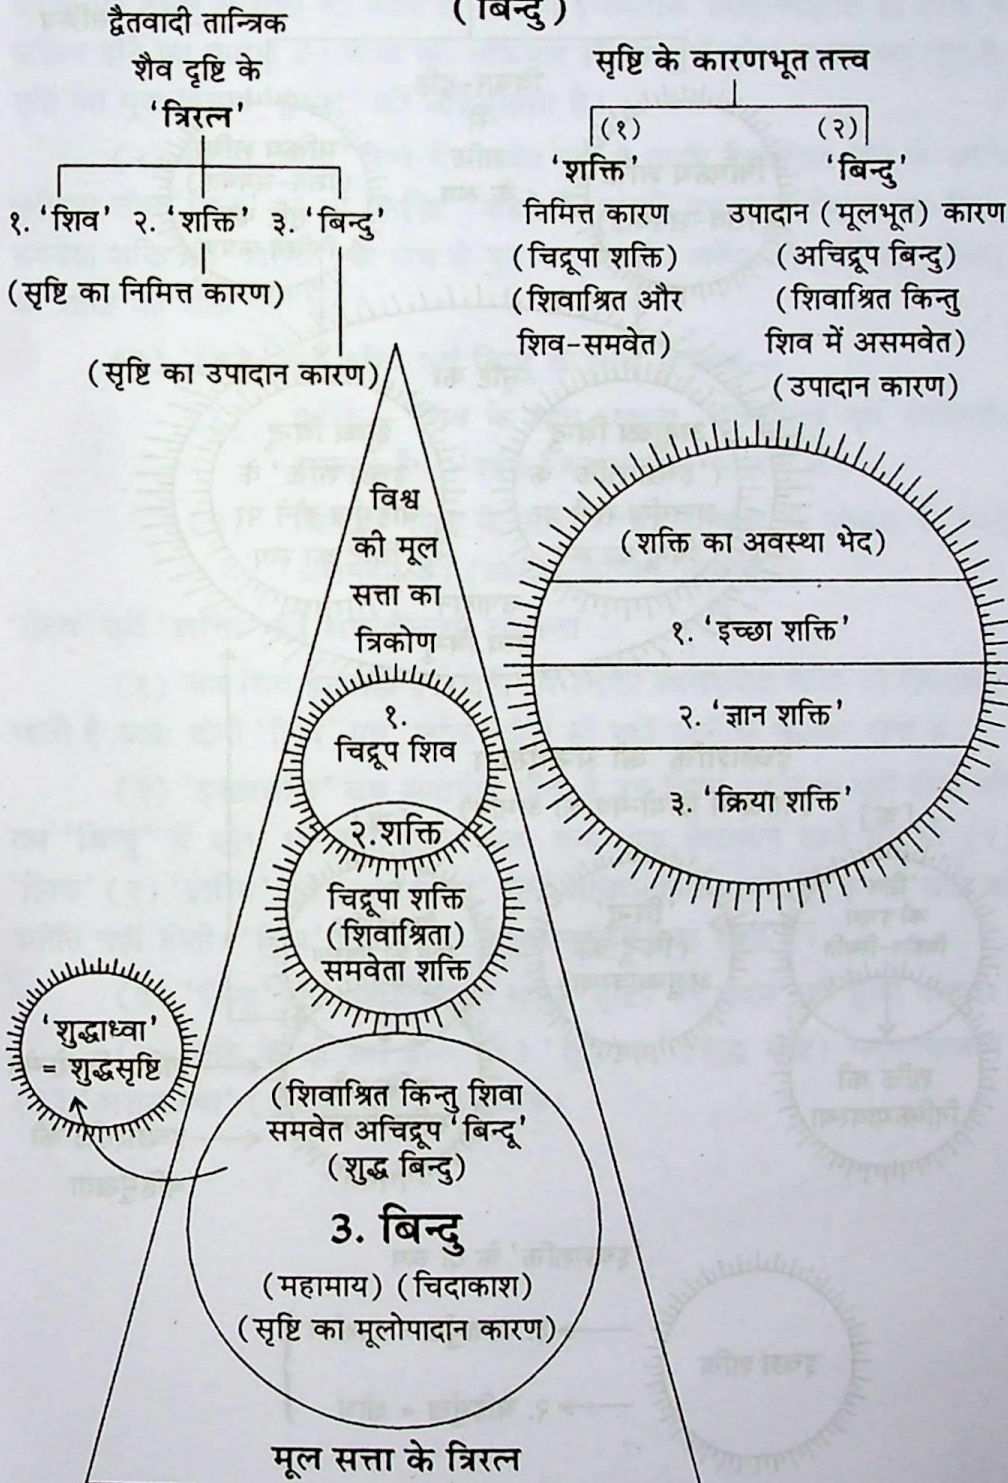 (बिन्दु)
द्वैतवादी तान्त्रिक
शैव दृष्टि के
'त्रिरत्न'
१. 'शिव' २. 'शक्ति' ३. 'बिन्दु'
(सृष्टि का निमित्त कारण)
(सृष्टि का उपादान कारण)
सृष्टि के कारणभूत तत्त्व
(१) (२)
'शक्ति' 'बिन्दु'
निमित्त कारण उपादान (मूलभूत) कारण
(चिद्रूपा शक्ति) (अचिद्रूप बिन्दु)
(शिवाश्रित और (शिवाश्रित किन्तु
शिव-समवेत) शिव में असमवेत)
(उपादान कारण)
विश्व
की मूल
सत्ता का
त्रिकोण
(शक्ति का अवस्था भेद)
१. 'इच्छा शक्ति'
२. 'ज्ञान शक्ति'
३. 'क्रिया शक्ति'
१.
चिद्रूप शिव
२.शक्ति
चिद्रूपा शक्ति
(शिवाश्रिता)
समवेता शक्ति
'शुद्धाध्वा'
= शुद्धसृष्टि
(शिवाश्रित किन्तु शिवा
समवेत अचिद्रूप 'बिन्दू'
(शुद्ध बिन्दु)
3. बिन्दु
(महामाय) (चिदाकाश)
(सृष्टि का मूलोपादान कारण)
मूल सत्ता के त्रिरत्न